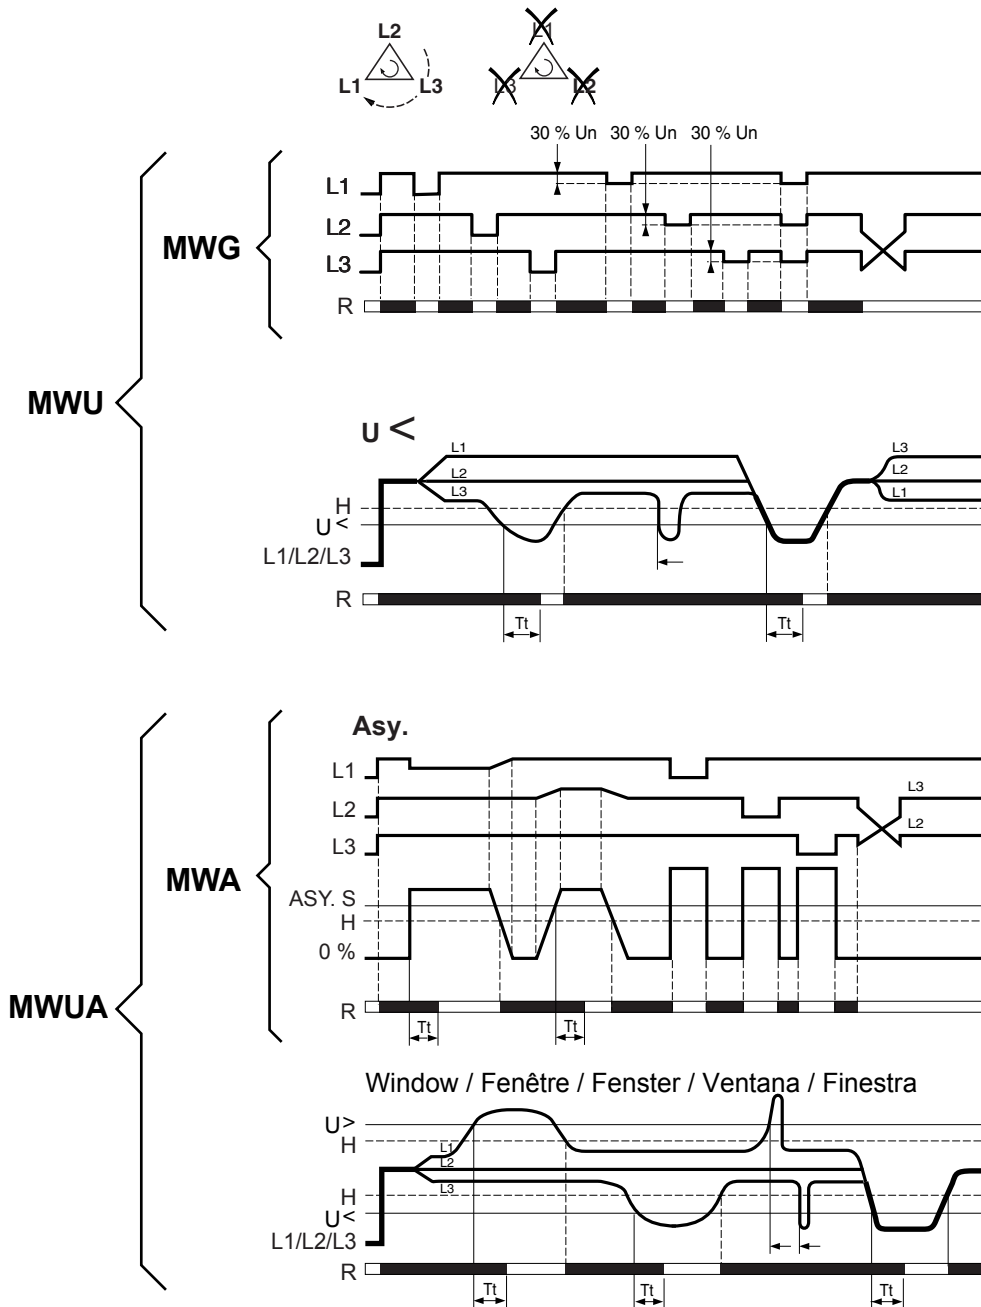 L2
L1
L1 L3
L3 L2
30 % Un 30 % Un 30 % Un
L1
L2
MWG
L3
R
MWU
U <
L1
L2
L3
L3
L2
L1
H
U<
L1/L2/L3
R
Tt Tt
Asy.
L1
L2
L3
L3
L2
MWA
ASY. S
H
0 %
MWUA
R
Tt Tt
Window / Fenêtre / Fenster / Ventana / Finestra
U>
H
L1
L2
L3
H
U<
L1/L2/L3
R
Tt Tt Tt